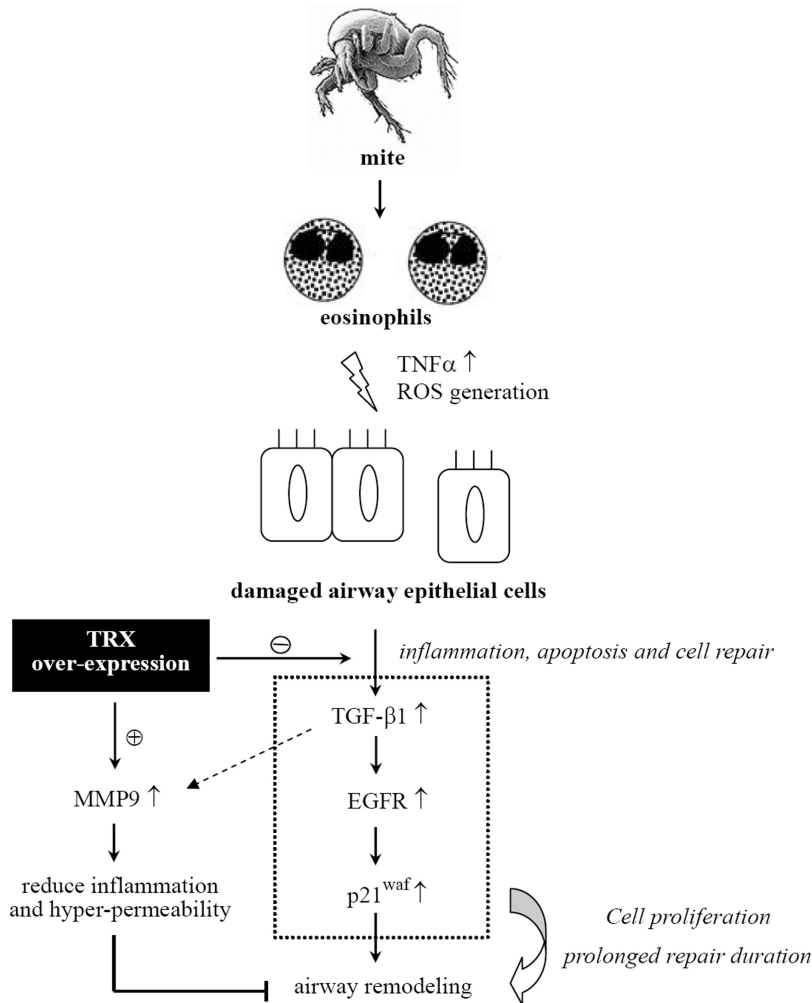 mite
eosinophils
TNFα ↑
ROS generation
damaged airway epithelial cells
TRX
over-expression
⊖
inflammation, apoptosis and cell repair
TGF-β1 ↑
⊕
MMP9 ↑
EGFR ↑
reduce inflammation
and hyper-permeability
p21waf ↑
Cell proliferation
prolonged repair duration
airway remodeling